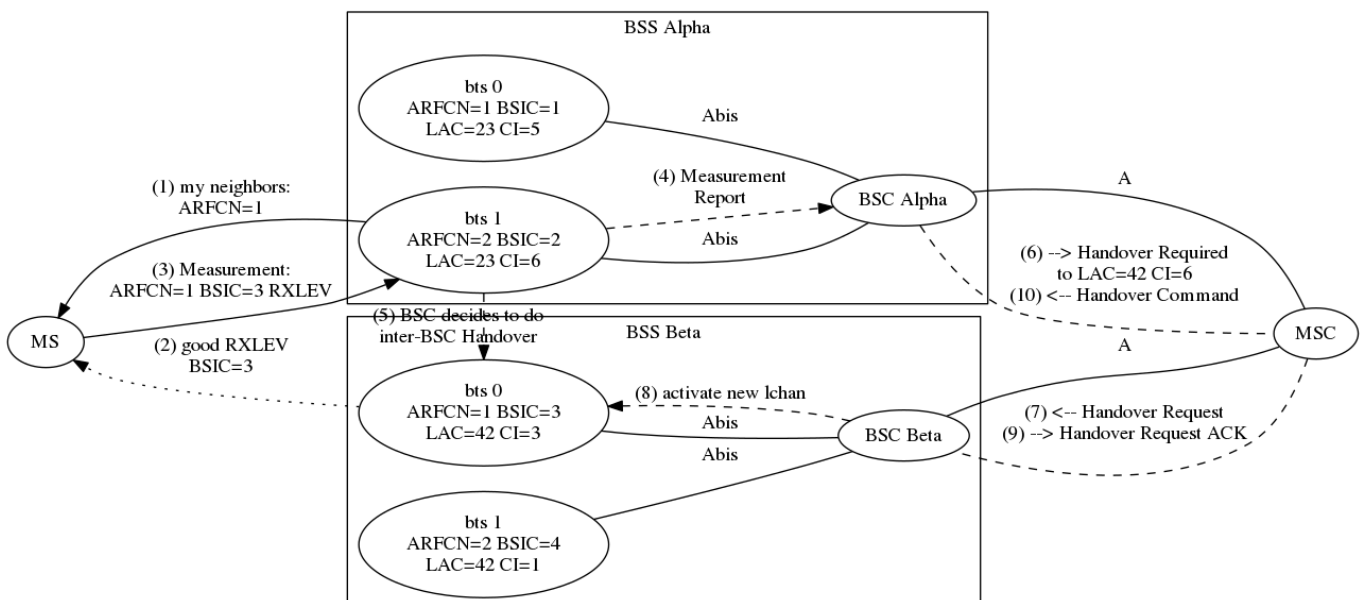 BSS Alpha
bts 0
ARFCN=1 BSIC=1
LAC=23 CI=5
Abis
(1) my neighbors:
ARFCN=1
(4) Measurement
Report
BSC Alpha
A
bts 1
ARFCN=2 BSIC=2
LAC=23 CI=6
Abis
(3) Measurement:
ARFCN=1 BSIC=3 RXLEV
(6) --> Handover Required
to LAC=42 CI=6
(10) <-- Handover Command
MS
(5) BSC decides to do
inter-BSC Handover
BSS Beta
MSC
(2) good RXLEV
BSIC=3
A
bts 0
ARFCN=1 BSIC=3
LAC=42 CI=3
(8) activate new lchan
Abis
BSC Beta
(7) <-- Handover Request
(9) --> Handover Request ACK
Abis
bts 1
ARFCN=2 BSIC=4
LAC=42 CI=1